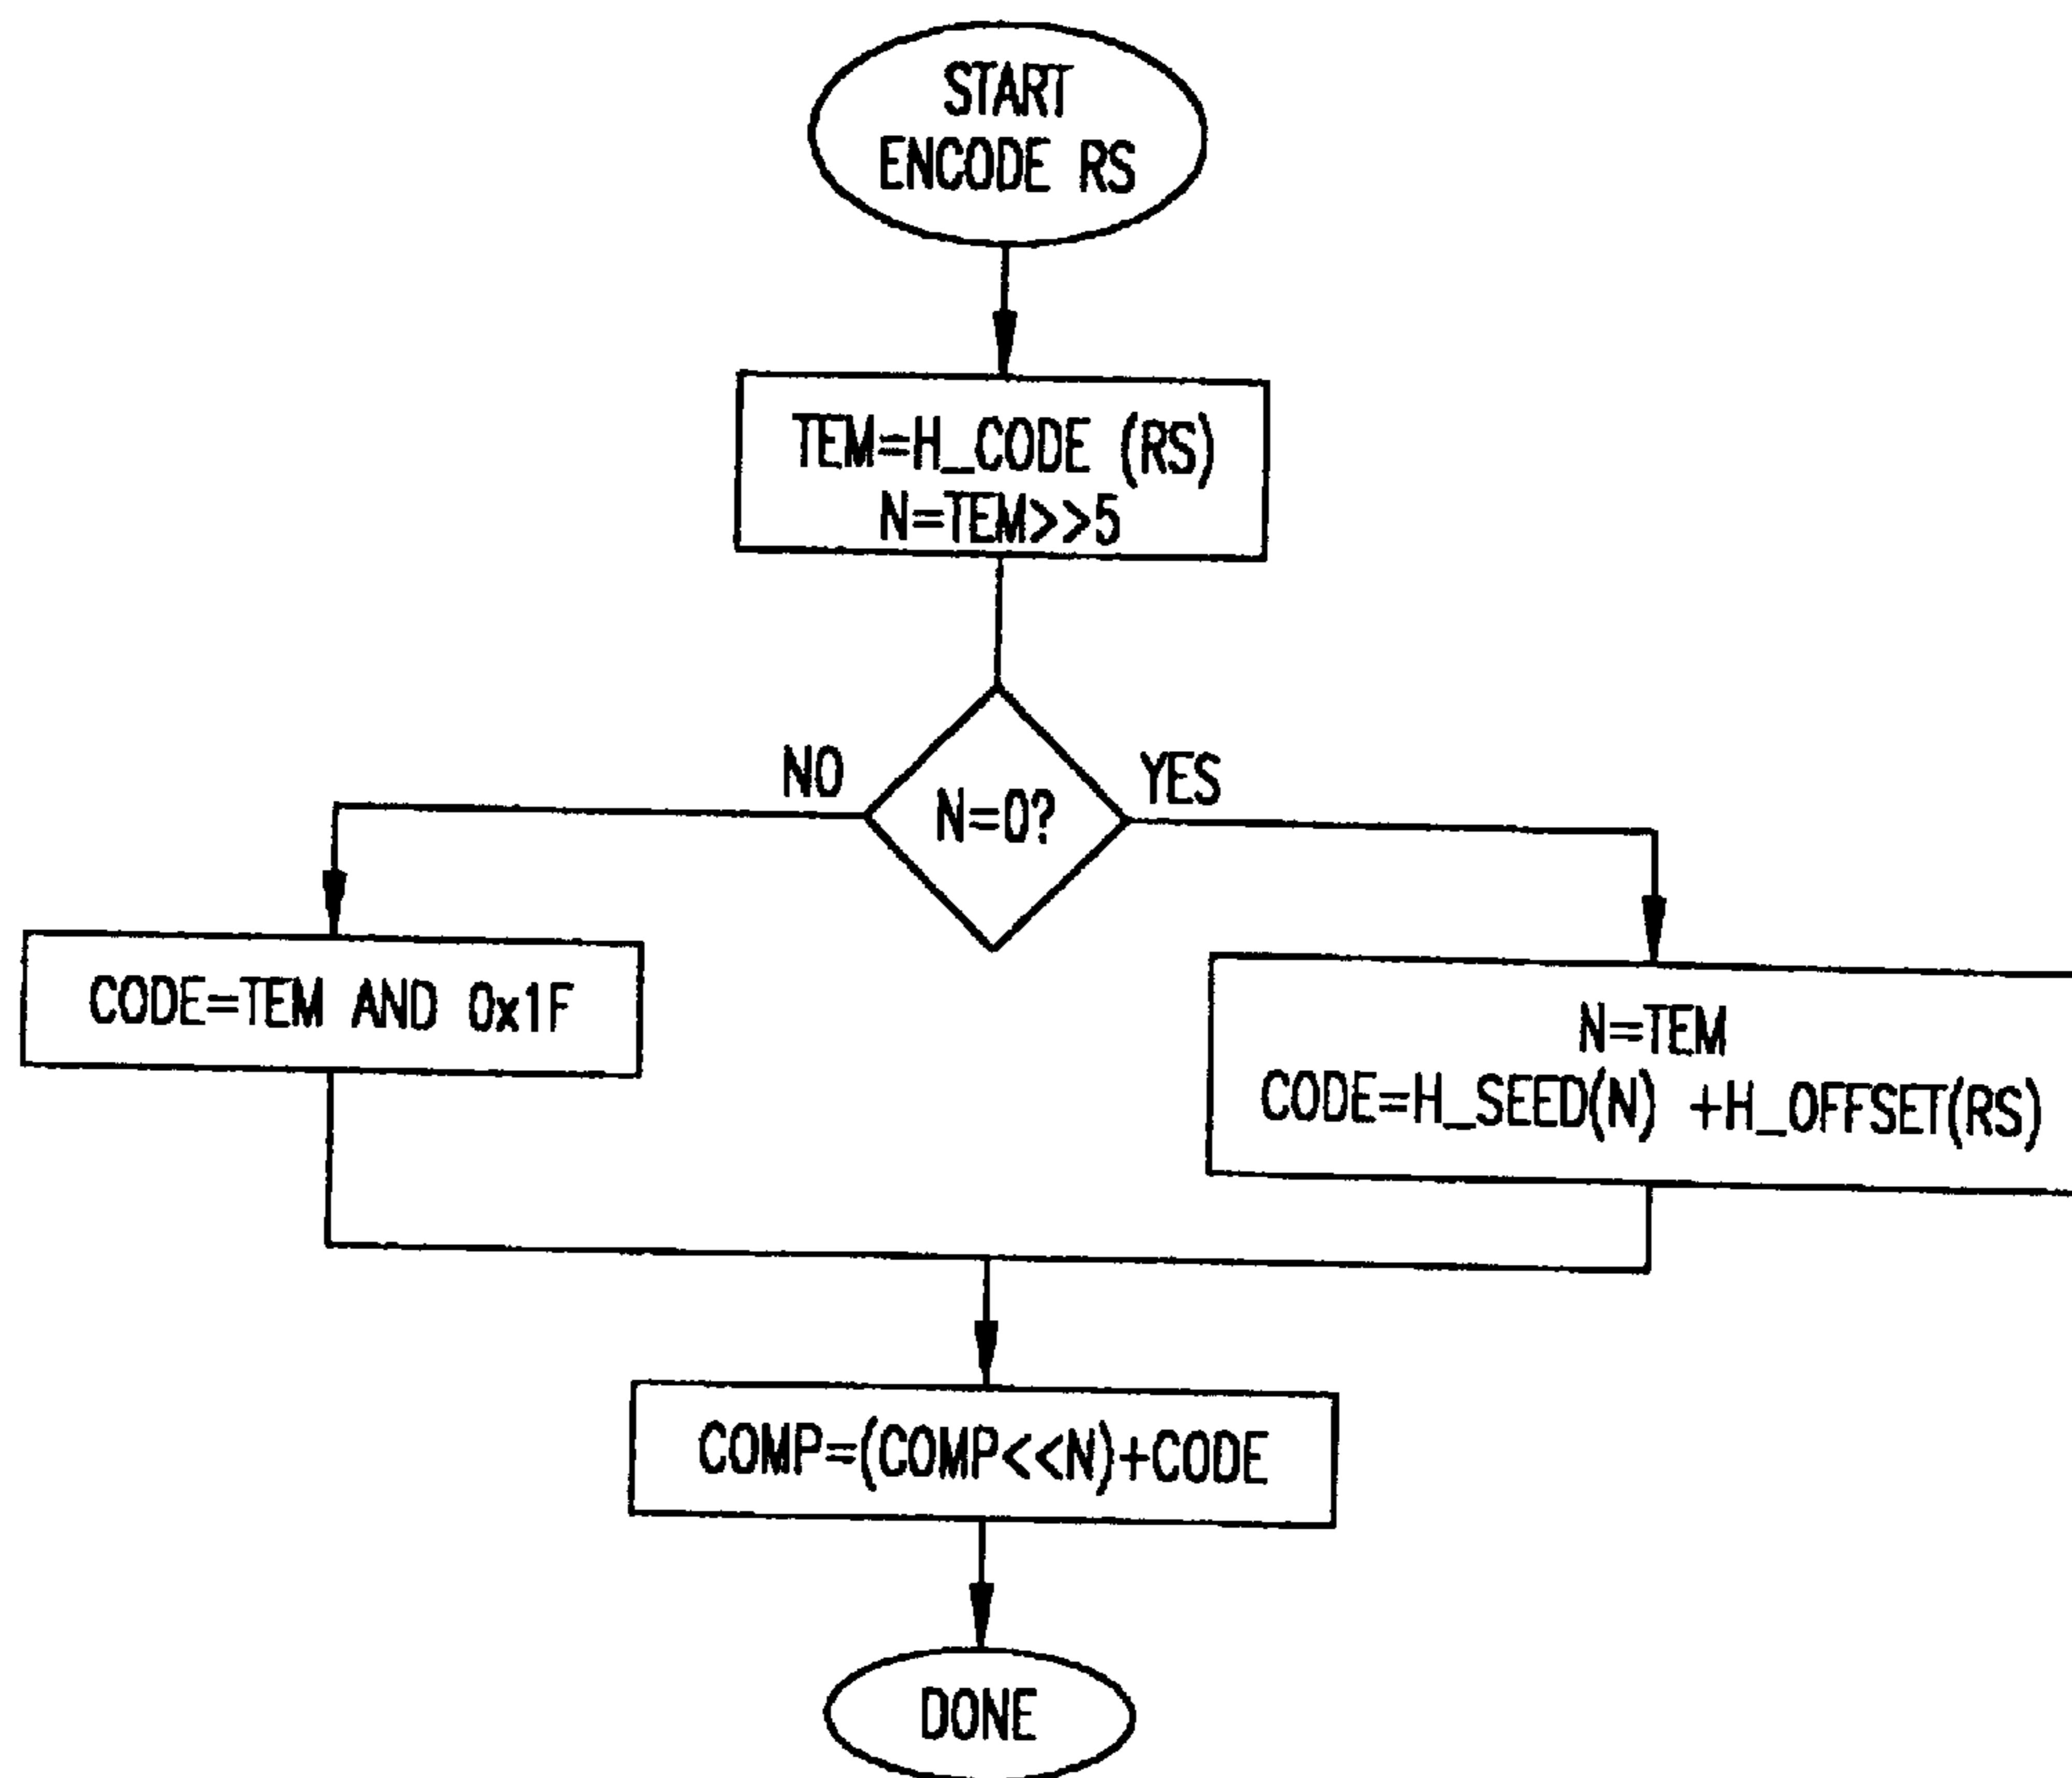 START
ENCODE RS
TEM=H_CODE (RS)
N=TEM>>5
NO
YES
N=0?
CODE=TEM AND 0x1F
N=TEM
CODE=H_SEED(N) +H_OFFSET(RS)
COMP=(COMP<<N)+CODE
DONE